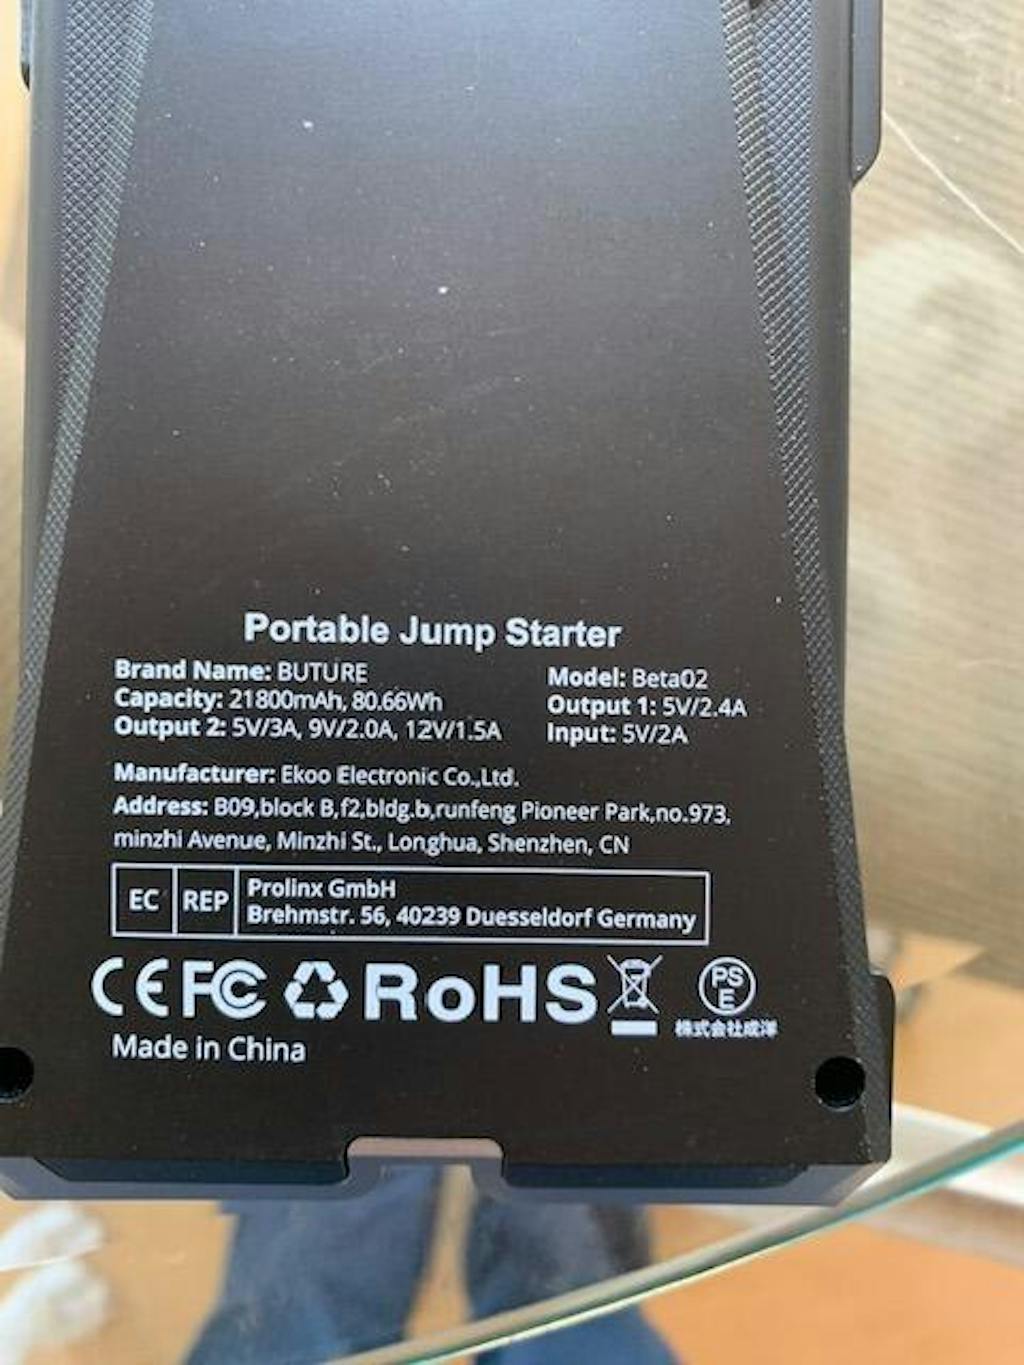 Portable Jump Starter
Brand Name: BUTURE
Model: Beta02
Capacity: 21800mAh, 80.66Wh
Output 1: 5V/2.4A
Output 2: 5V/3A, 9V/2.0A, 12V/1.5A
Input: 5V/2A
Manufacturer: Ekoo Electronic Co.,Ltd.
Address: B09,block B,f2,bldg.b,runfeng Pioneer Park,no.973,
minzhi Avenue, Minzhi St., Longhua, Shenzhen, CN
EC REP
Prolinx GmbH
Brehmstr. 56, 40239 Duesseldorf Germany
CE FC RoHS
PS
E
株式会社成洋
Made in China